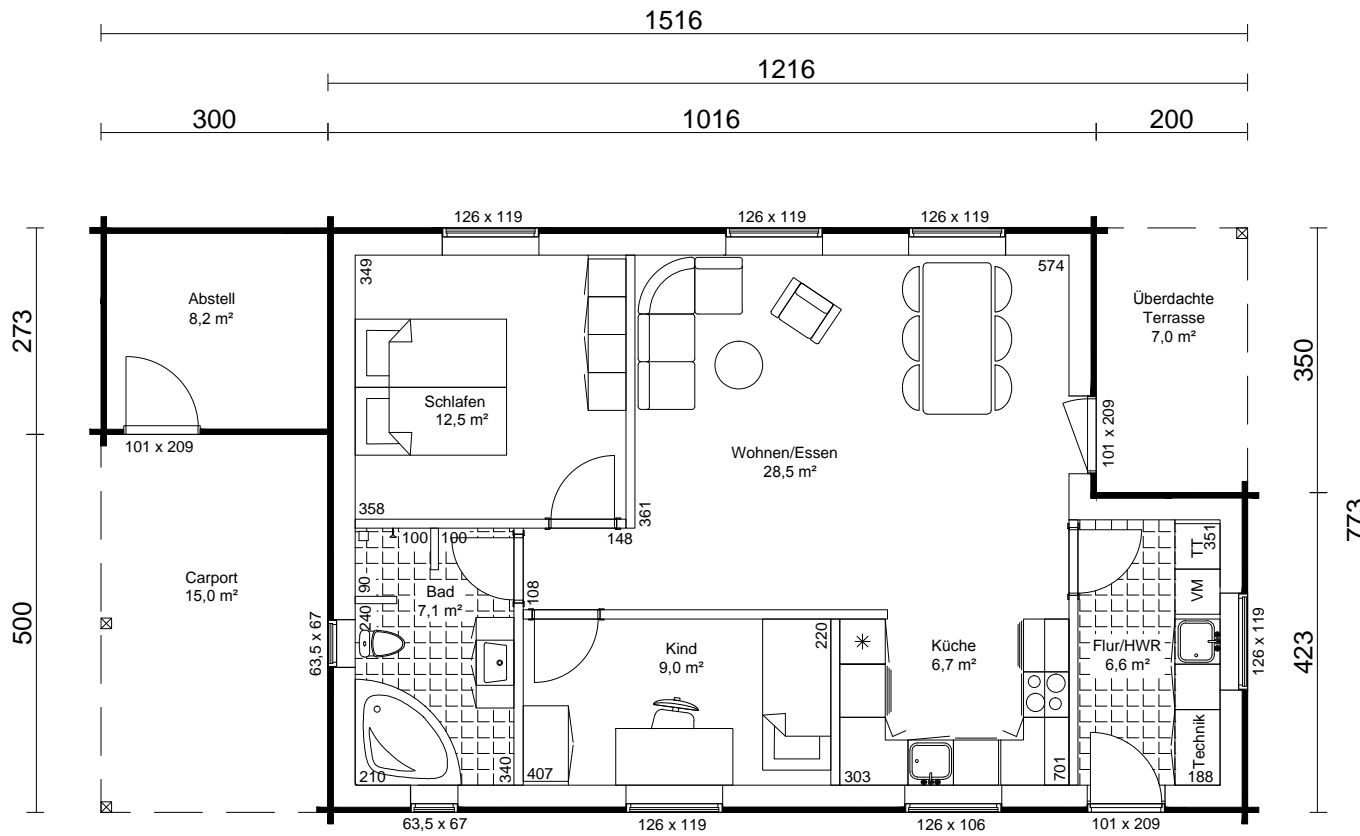 1516
1216
300
1016
200
126 x 119
126 x 119
126 x 119
349
574
Abstell
8,2 m²
Überdachte
Terrasse
7,0 m²
273
350
Schlafen
12,5 m²
101 x 209
101 x 209
Wohnen/Essen
28,5 m²
358
361
773
100
100
148
TT
351
Carport
15,0 m²
90
Bad
7,1 m²
108
VM
240
500
63,5 x 67
220
Kind
9,0 m²
Küche
6,7 m²
Flur/HWR
6,6 m²
126 x 119
423
Technik
210
340
407
303
701
188
63,5 x 67
126 x 119
126 x 106
101 x 209